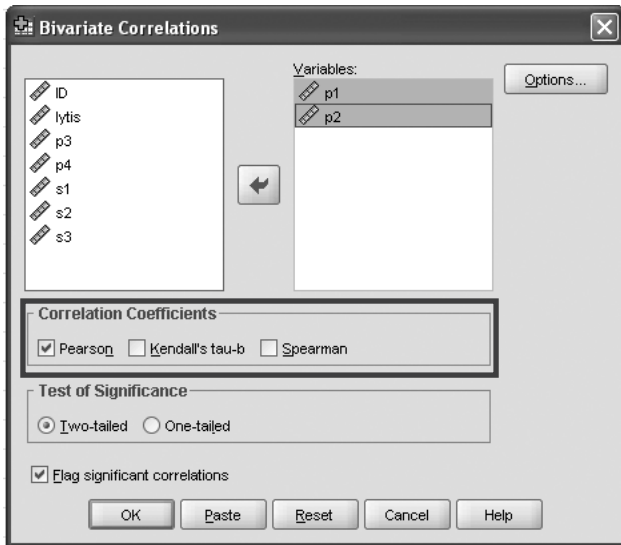 Bivariate Correlations
ID
lytis
p3
p4
s1
s2
s3
Variables:
p1
p2
Options...
Correlation Coefficients
Pearson Kendall's tau-b Spearman
Test of Significance
Two-tailed One-tailed
Flag significant correlations
OK Paste Reset Cancel Help